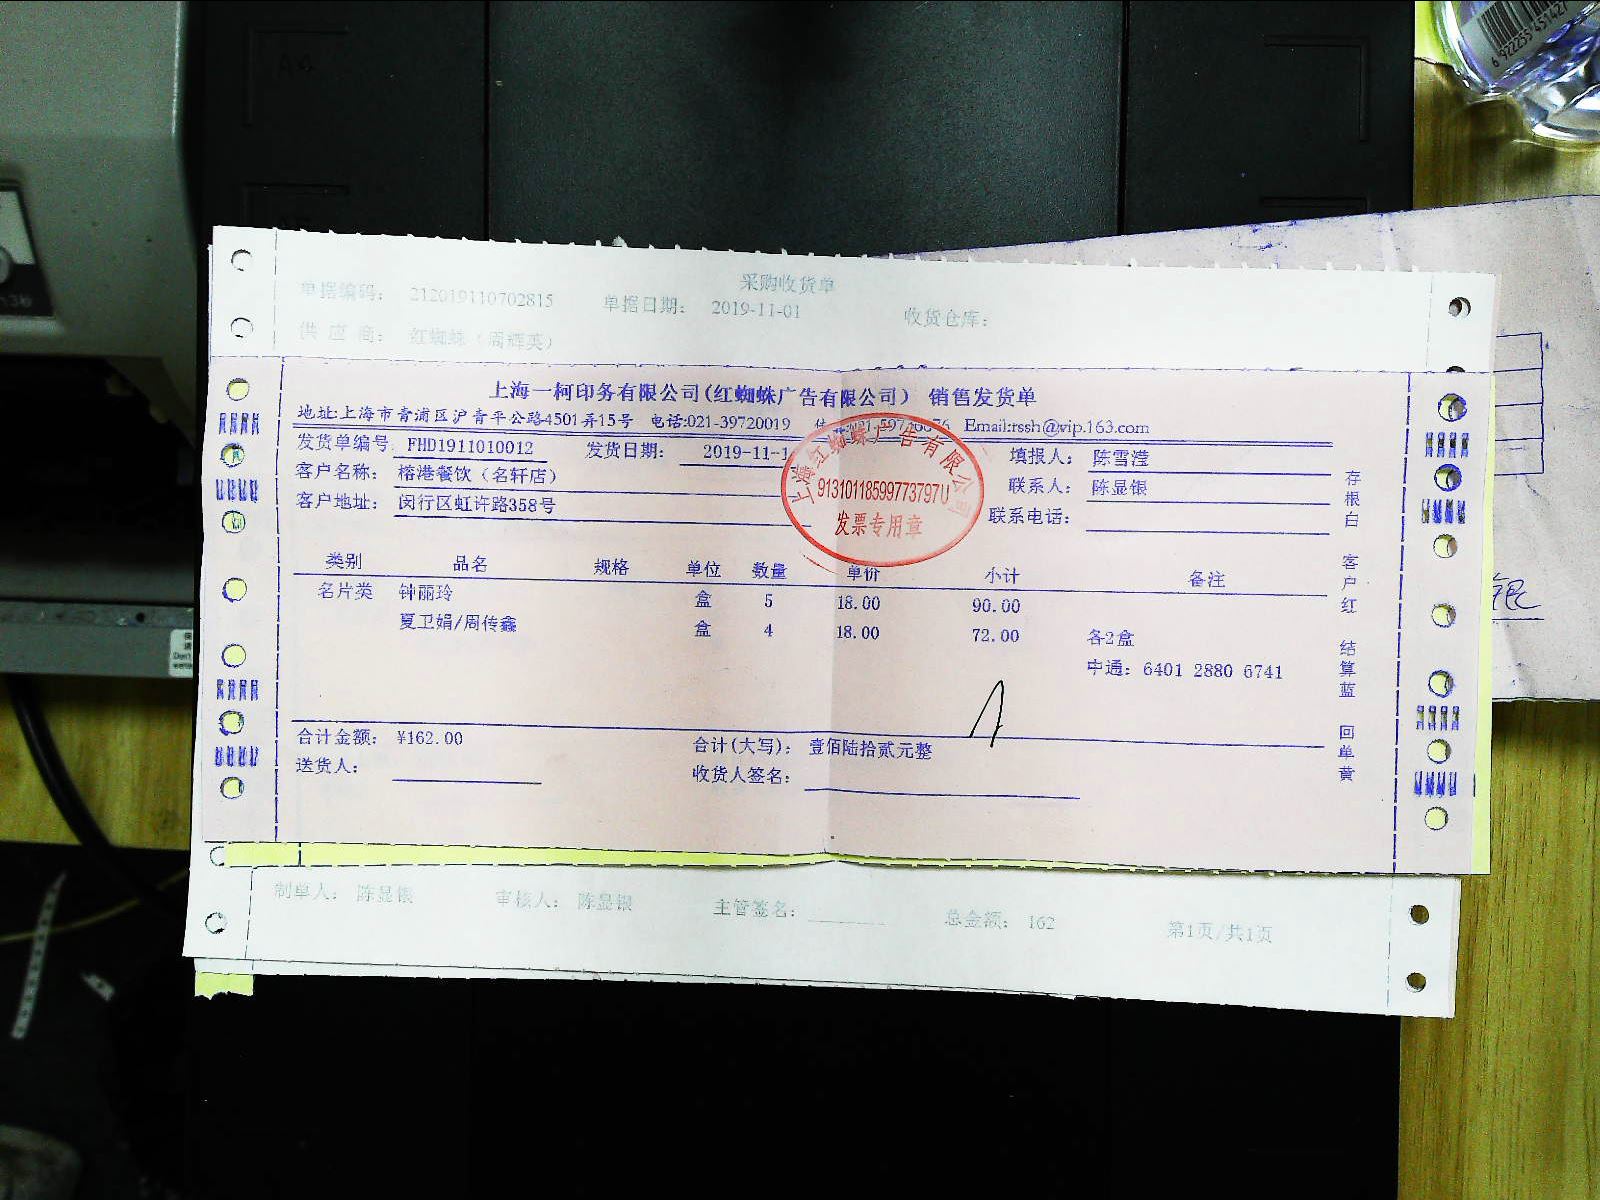 6922255451427
A4
采购收货单
单据编码： 212019110702815 单据日期： 2019-11-01 收货仓库：
供应商： 红蜘蛛（周辉英）
上海一柯印务有限公司(红蜘蛛广告有限公司） 销售发货单
地址:上海市青浦区沪青平公路4501弄15号 电话:021-39720019 Email:rssh@vip.163.com
发货单编号 FHD1911010012 发货日期： 2019-11-1 填报人： 陈雪滢
客户名称： 榕港餐饮（名轩店） 联系人： 陈显银
客户地址： 闵行区虹许路358号 联系电话：
上海红蜘蛛广告有限公司
91310118599773797U
发票专用章
类别 品名 规格 单位 数量 单价 小计 备注
名片类 钟丽玲 盒 5 18.00 90.00
夏卫娟/周传鑫 盒 4 18.00 72.00 各2盒
中通：6401 2880 6741
合计金额： ¥162.00 合计(大写)： 壹佰陆拾贰元整
送货人： 收货人签名：
存根白 客户红 结算蓝 回单黄
制单人： 陈显银 审核人： 陈显银 主管签名： 总金额： 162 第1页/共1页
银